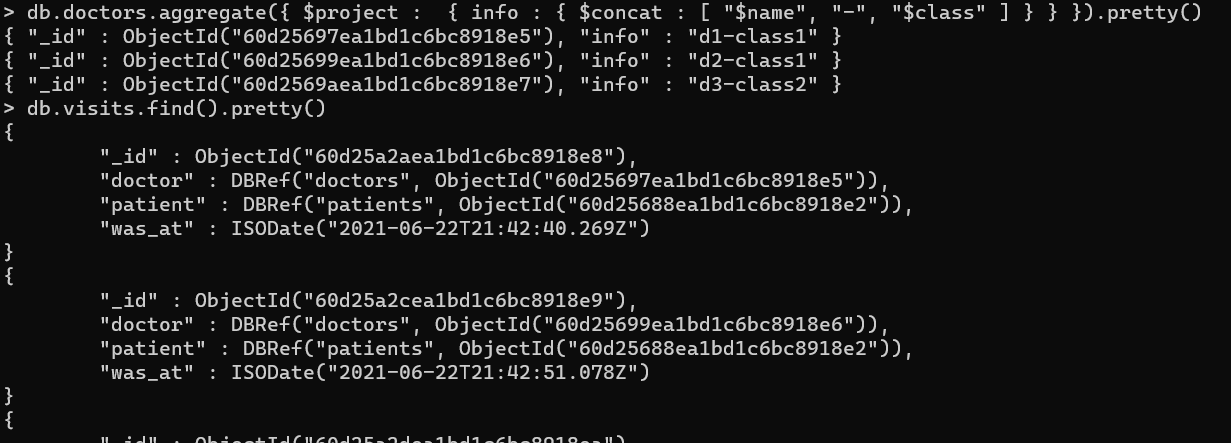 > db.doctors.aggregate({ $project :  { info : { $concat : [ "$name", "-", "$class" ] } } }).pretty()
{ "_id" : ObjectId("60d25697ea1bd1c6bc8918e5"), "info" : "d1-class1" }
{ "_id" : ObjectId("60d25699ea1bd1c6bc8918e6"), "info" : "d2-class1" }
{ "_id" : ObjectId("60d2569aea1bd1c6bc8918e7"), "info" : "d3-class2" }
> db.visits.find().pretty()
{
        "_id" : ObjectId("60d25a2aea1bd1c6bc8918e8"),
        "doctor" : DBRef("doctors", ObjectId("60d25697ea1bd1c6bc8918e5")),
        "patient" : DBRef("patients", ObjectId("60d25688ea1bd1c6bc8918e2")),
        "was_at" : ISODate("2021-06-22T21:42:40.269Z")
}
{
        "_id" : ObjectId("60d25a2cea1bd1c6bc8918e9"),
        "doctor" : DBRef("doctors", ObjectId("60d25699ea1bd1c6bc8918e6")),
        "patient" : DBRef("patients", ObjectId("60d25688ea1bd1c6bc8918e2")),
        "was_at" : ISODate("2021-06-22T21:42:51.078Z")
}
{